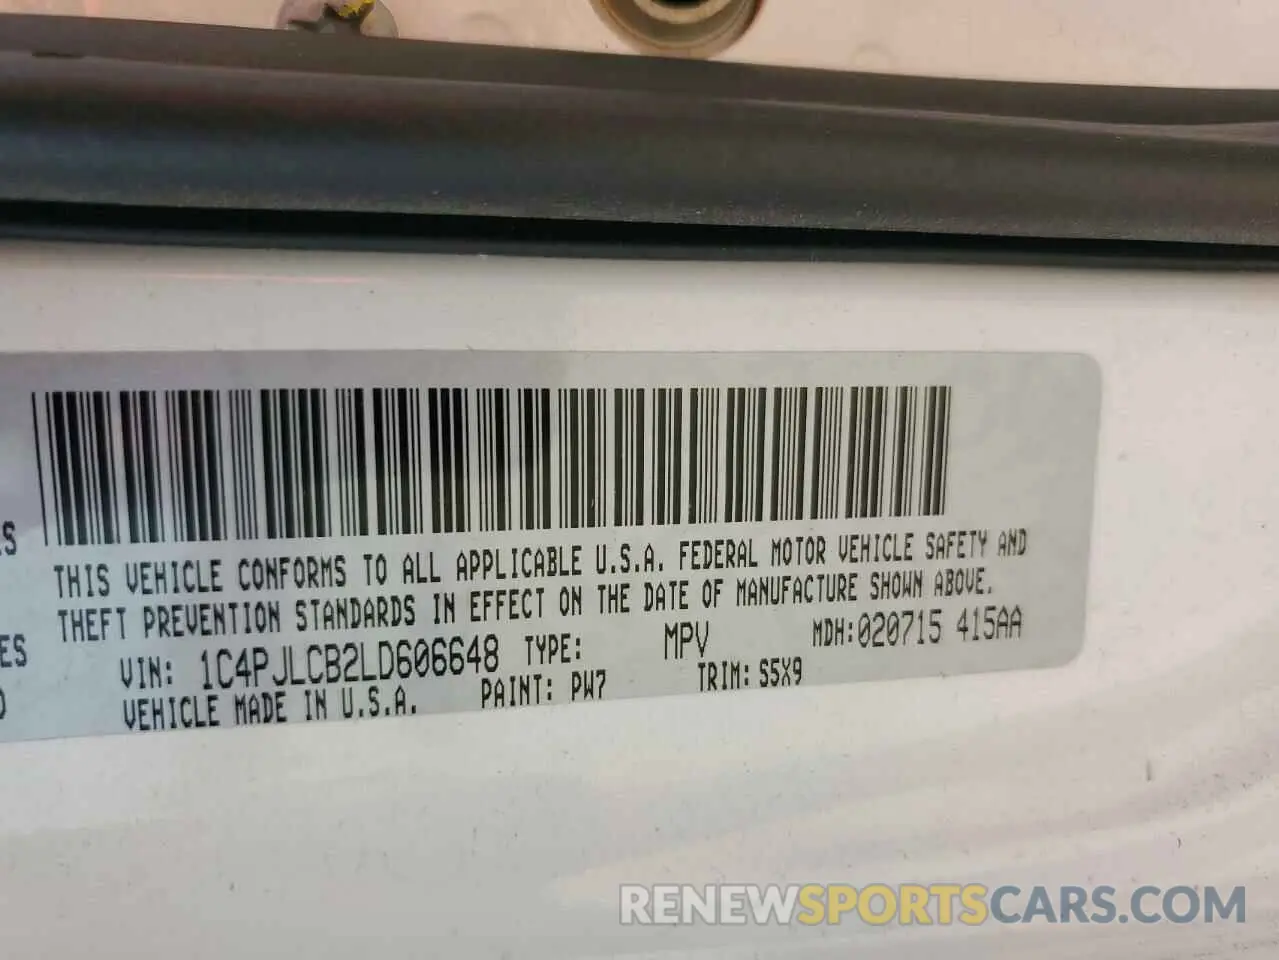 THIS VEHICLE CONFORMS TO ALL APPLICABLE U.S.A. FEDERAL MOTOR VEHICLE SAFETY AND
THEFT PREVENTION STANDARDS IN EFFECT ON THE DATE OF MANUFACTURE SHOWN ABOVE.
VIN: 1C4PJLCB2LD606648 TYPE: MPV MDH:020715 415AA
VEHICLE MADE IN U.S.A. PAINT: PW7 TRIM: S5X9
RENEWSPORTSCARS.COM